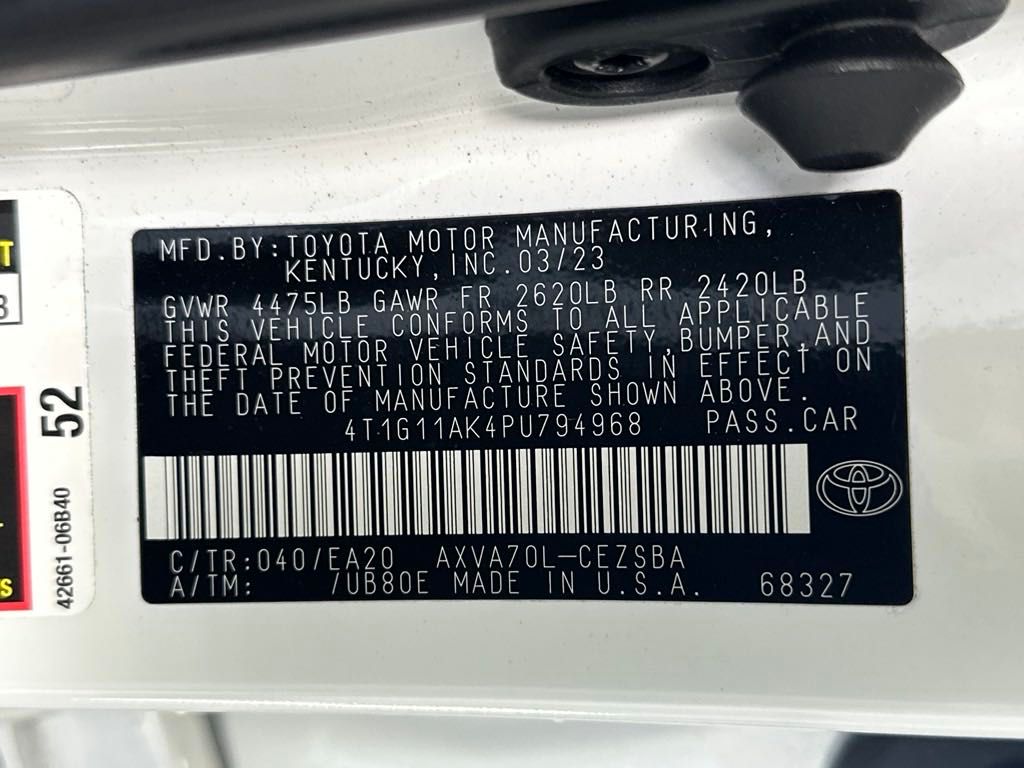 MFD. BY: TOYOTA MOTOR MANUFACTURING,
KENTUCKY, INC. 03/23
GVWR 4475LB GAWR FR 2620LB RR 2420LB
THIS VEHICLE CONFORMS TO ALL APPLICABLE
FEDERAL MOTOR VEHICLE SAFETY, BUMPER, AND
THEFT PREVENTION STANDARDS IN EFFECT ON
THE DATE OF MANUFACTURE SHOWN ABOVE.
4T1G11AK4PU794968 PASS. CAR
C/TR: 040/EA20 AXVA70L-CEZSBA
A/TM: /UB80E MADE IN U.S.A. 68327
52
42661-06B40